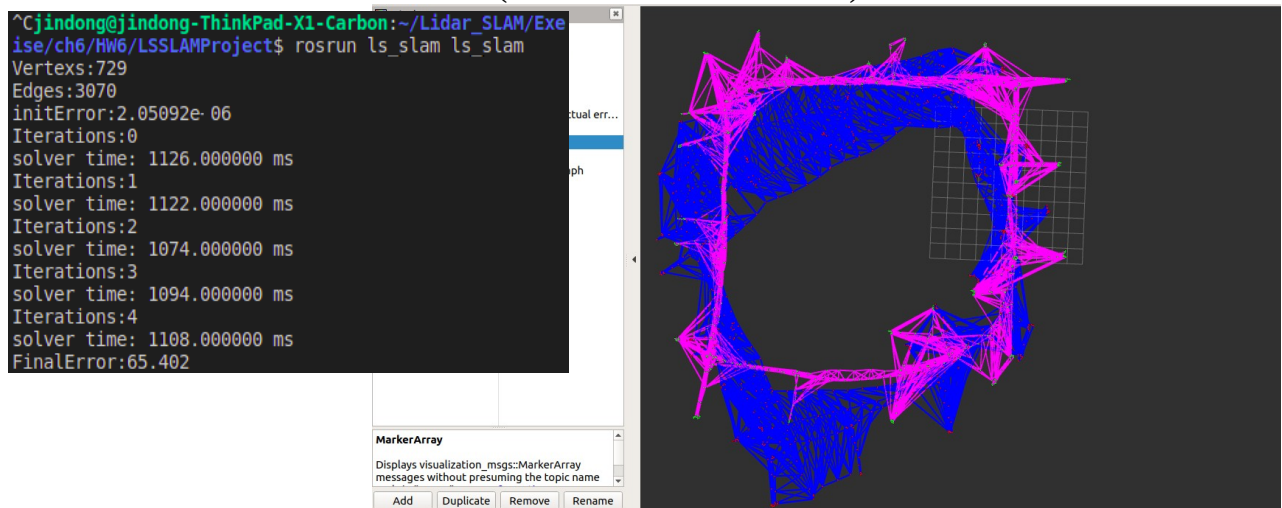 ^Cjindong@jindong-ThinkPad-X1-Carbon:~/Lidar_SLAM/Exe
ise/ch6/HW6/LSSLAMProject$ rosrun ls_slam ls_slam
Vertexs:729
Edges:3070
initError:2.05092e-06
Iterations:0
solver time: 1126.000000 ms
Iterations:1
solver time: 1122.000000 ms
Iterations:2
solver time: 1074.000000 ms
Iterations:3
solver time: 1094.000000 ms
Iterations:4
solver time: 1108.000000 ms
FinalError:65.402
tual err...
aph
MarkerArray
Displays visualization_msgs::MarkerArray
messages without presuming the topic name
Add Duplicate Remove Rename